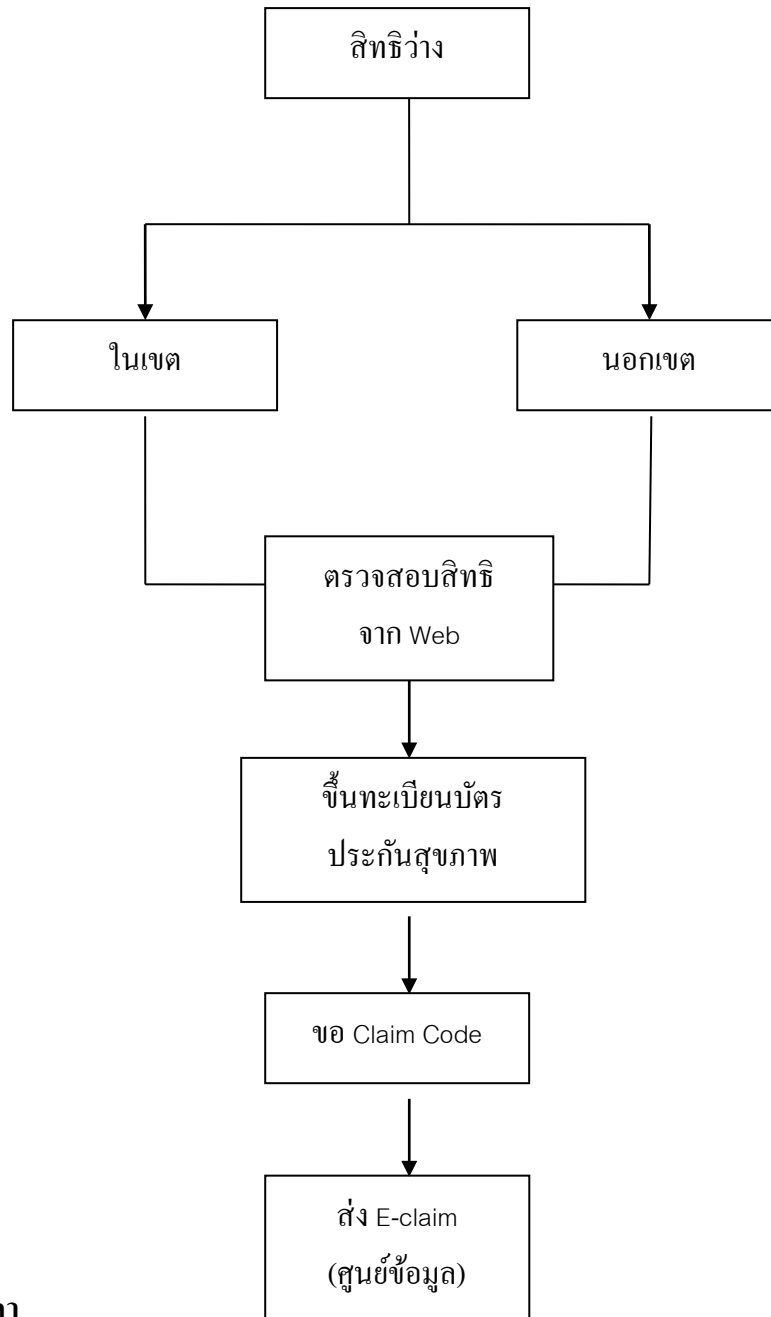 สิทธิว่าง
ในเขต
นอกเขต
ตรวจสอบสิทธิ
จาก Web
ขึ้นทะเบียนบัตร
ประกันสุขภาพ
ขอ Claim Code
ส่ง E-claim
(ศูนย์ข้อมูล)